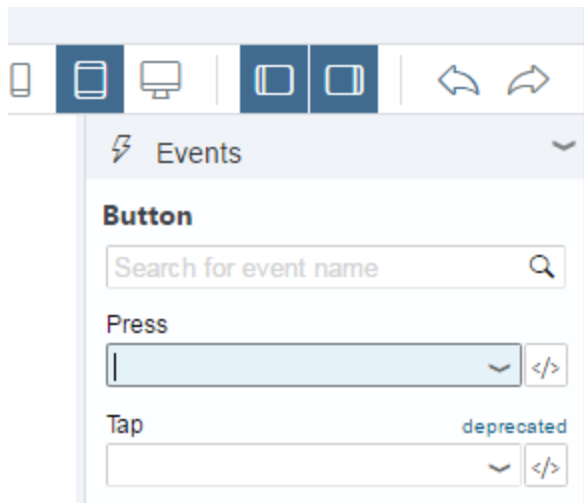 Events
Button
Search for event name
Press
</>
Tap deprecated
</>